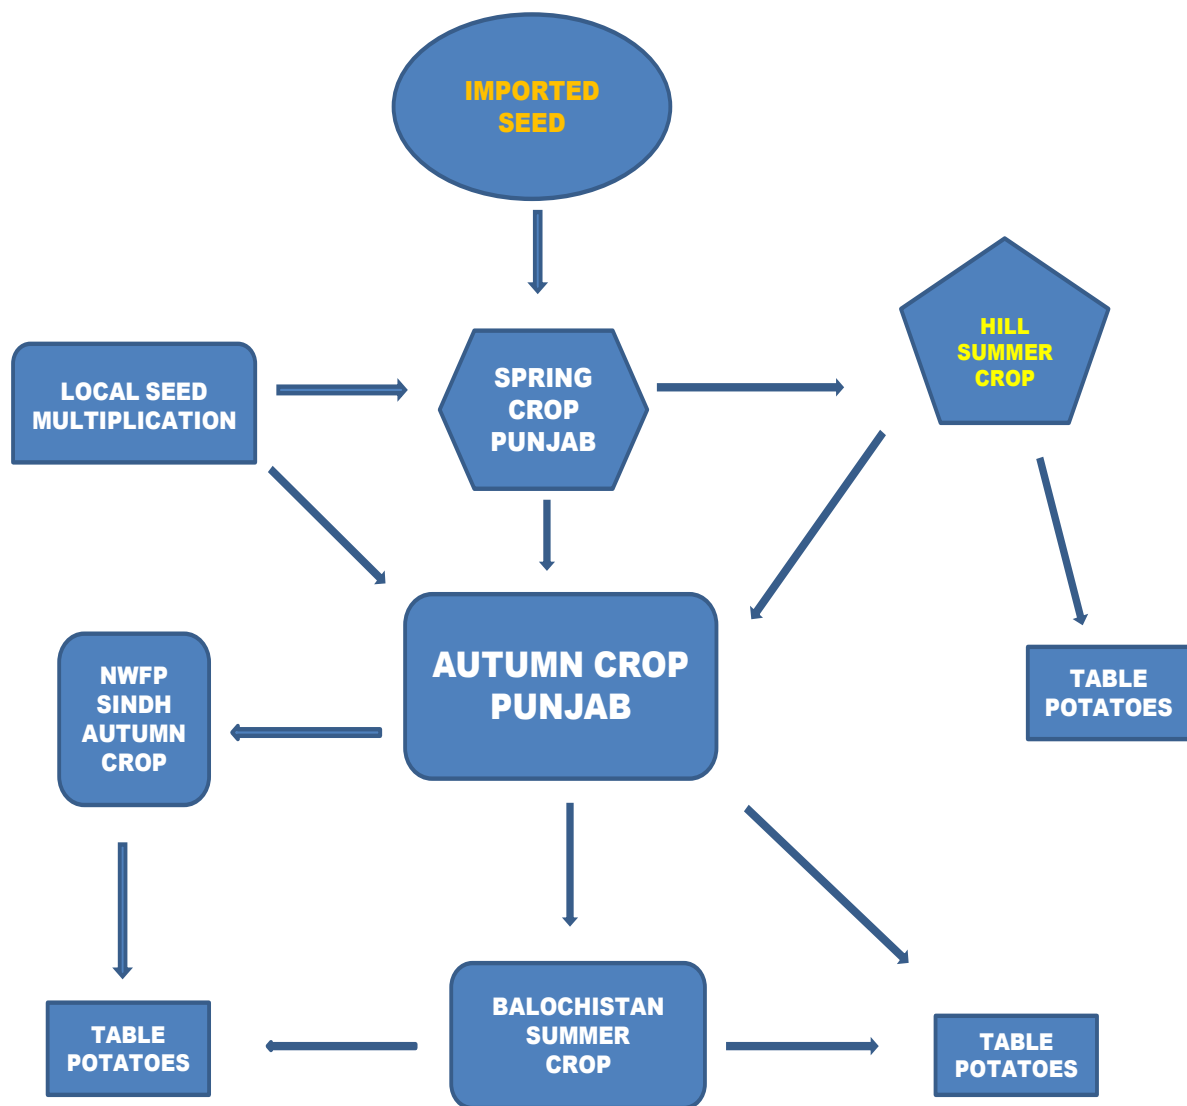 IMPORTED
SEED
HILL
SUMMER
CROP
LOCAL SEED
MULTIPLICATION
SPRING
CROP
PUNJAB
AUTUMN CROP
PUNJAB
NWFP
SINDH
AUTUMN
CROP
TABLE
POTATOES
BALOCHISTAN
SUMMER
CROP
TABLE
POTATOES
TABLE
POTATOES